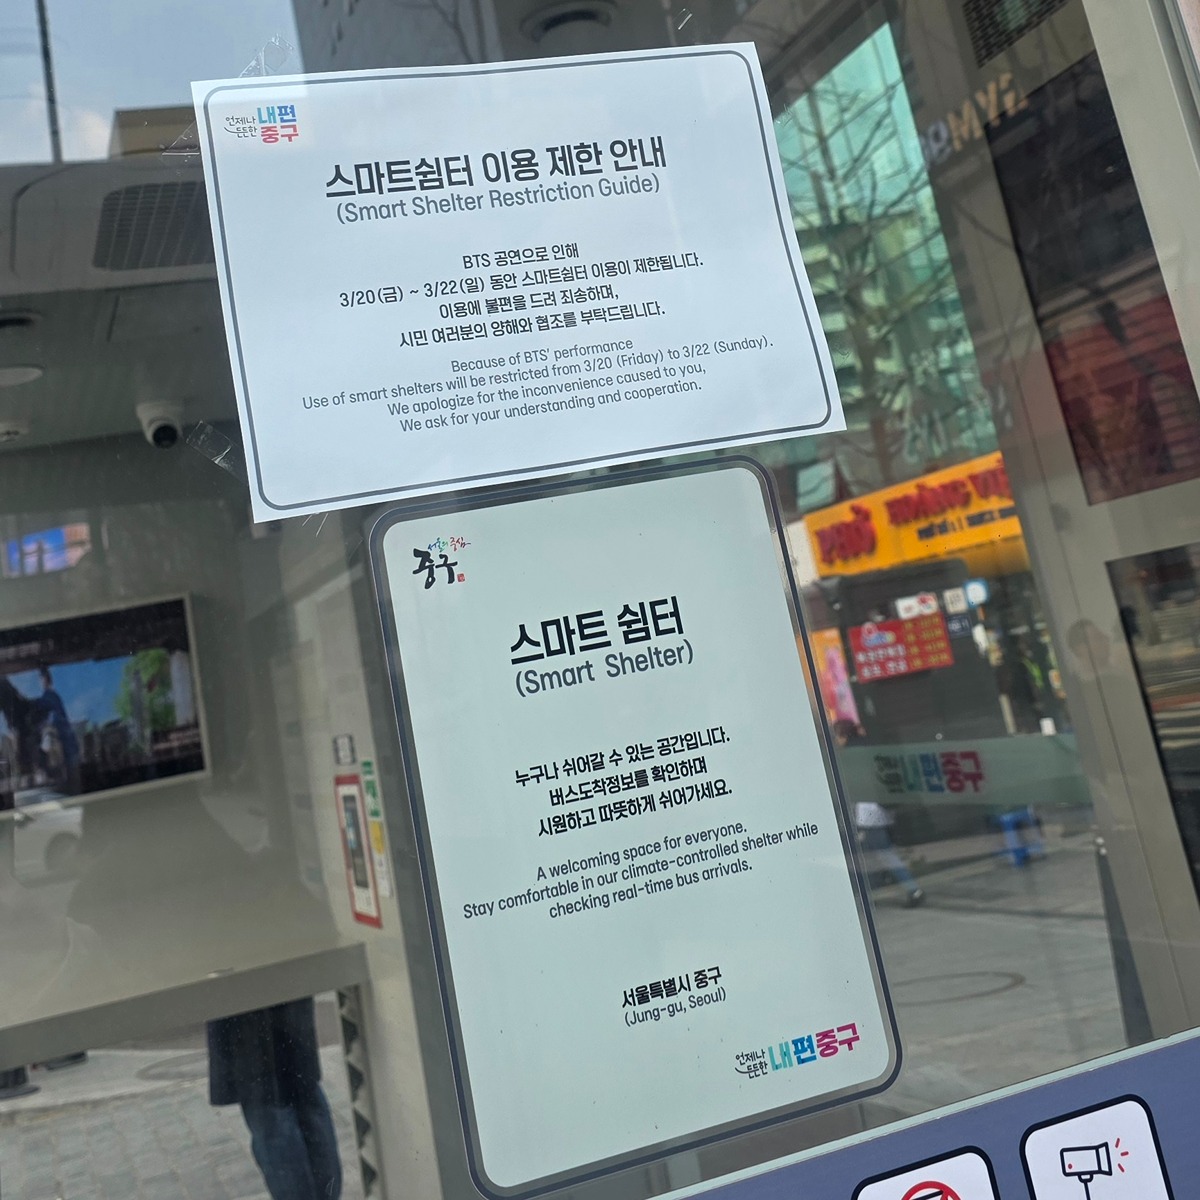 언제나 내편
든든한 중구
스마트쉼터 이용 제한 안내
(Smart Shelter Restriction Guide)
BTS 공연으로 인해
3/20(금) ~ 3/22(일) 동안 스마트쉼터 이용이 제한됩니다.
이용에 불편을 드려 죄송하며,
시민 여러분의 양해와 협조를 부탁드립니다.
Because of BTS' performance
Use of smart shelters will be restricted from 3/20 (Friday) to 3/22 (Sunday).
We apologize for the inconvenience caused to you,
We ask for your understanding and cooperation.
서울의 중심
중구
스마트 쉼터
(Smart Shelter)
누구나 쉬어갈 수 있는 공간입니다.
버스도착정보를 확인하며
시원하고 따뜻하게 쉬어가세요.
A welcoming space for everyone.
Stay comfortable in our climate-controlled shelter while
checking real-time bus arrivals.
서울특별시 중구
(Jung-gu, Seoul)
언제나
든든한 내편중구
PHỞ
내편중구